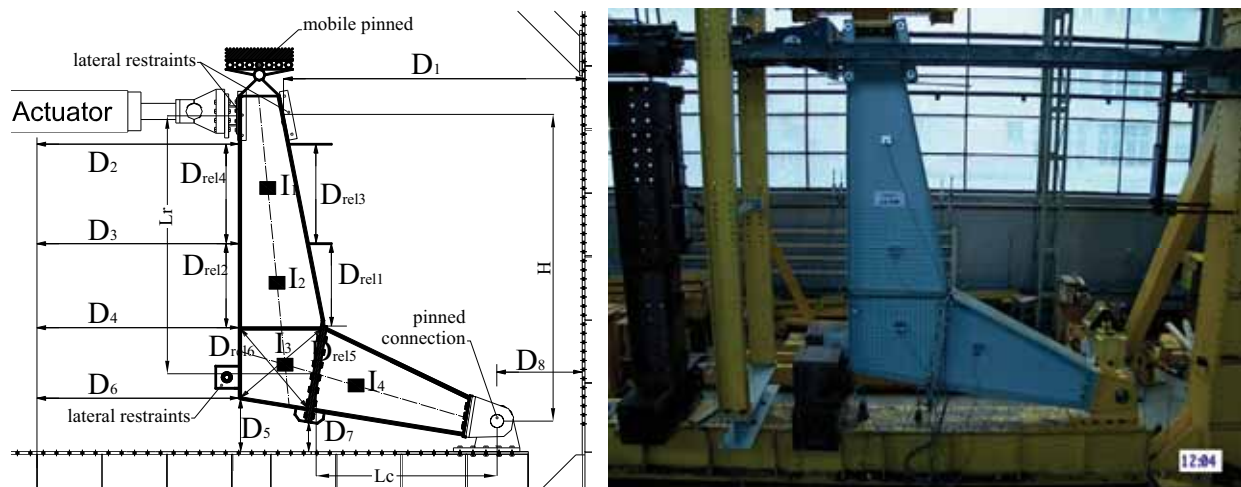 mobile pinned
lateral restraints
D1
Actuator
D2
Drel4
I1
Drel3
Lr
D3
H
Drel2
I2
Drel1
D4
pinned
connection
I3
Drel6
Drel5
D8
I4
D6
lateral restraints
D5
D7
Lc
12:04